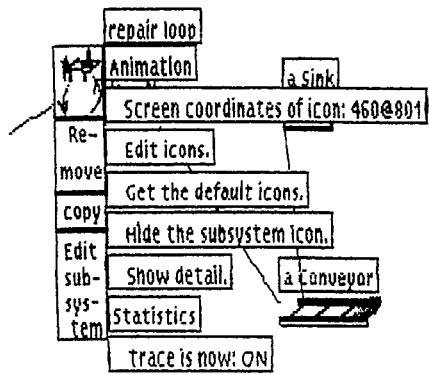 repair loop
Animation
a Sink
Screen coordinates of icon: 460@801
Re-
move
Edit icons.
Get the default icons.
copy
Hide the subsystem icon.
Edit
sub-
sys-
tem
Show detail.
a Conveyor
Statistics
trace is now: ON